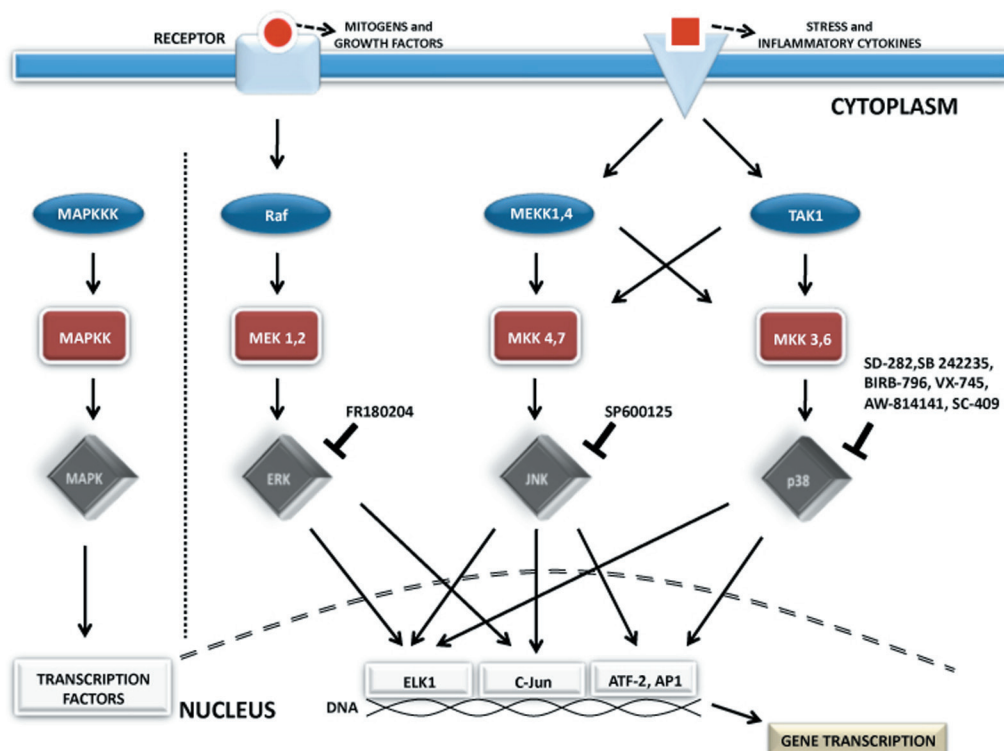 RECEPTOR
MITOGENS and
GROWTH FACTORS
STRESS and
INFLAMMATORY CYTOKINES
CYTOPLASM
MAPKKK
Raf
MEKK1,4
TAK1
MAPKK
MEK 1,2
MKK 4,7
MKK 3,6
SD-282,SB 242235,
BIRB-796, VX-745,
AW-814141, SC-409
FR180204
SP600125
MAPK
ERK
JNK
p38
TRANSCRIPTION
FACTORS
ELK1
C-Jun
ATF-2, AP1
NUCLEUS
DNA
GENE TRANSCRIPTION